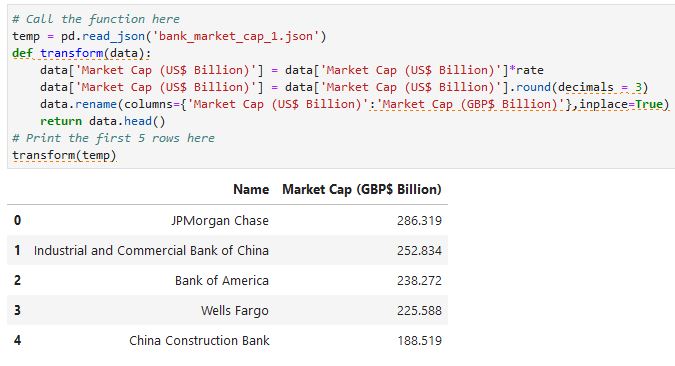 # Call the function here
temp = pd.read_json('bank_market_cap_1.json')
def transform(data):
    data['Market Cap (US$ Billion)'] = data['Market Cap (US$ Billion)']*rate
    data['Market Cap (US$ Billion)'] = data['Market Cap (US$ Billion)'].round(decimals = 3)
    data.rename(columns={'Market Cap (US$ Billion)':'Market Cap (GBP$ Billion)'},inplace=True)
    return data.head()
# Print the first 5 rows here
transform(temp)
Name Market Cap (GBP$ Billion)
0 JPMorgan Chase 286.319
1 Industrial and Commercial Bank of China 252.834
2 Bank of America 238.272
3 Wells Fargo 225.588
4 China Construction Bank 188.519